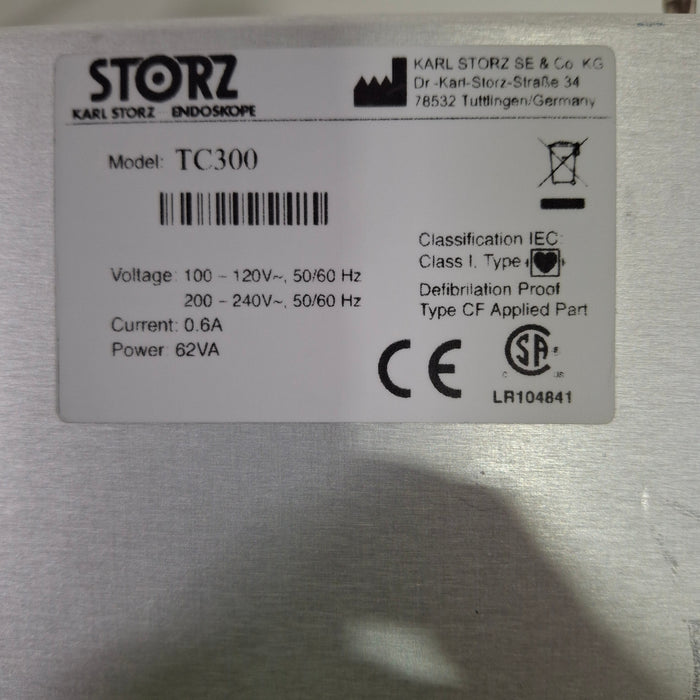 STORZ
KARL STORZ ENDOSKOPE
KARL STORZ SE & Co. KG
Dr.-Karl-Storz-Straße 34
78532 Tuttlingen/Germany
Model: TC300
Voltage: 100 - 120V~, 50/60 Hz
200 - 240V~, 50/60 Hz
Current: 0.6A
Power: 62VA
Classification IEC:
Class I, Type
Defibrilation Proof
Type CF Applied Part
CE
SA
C US
LR104841